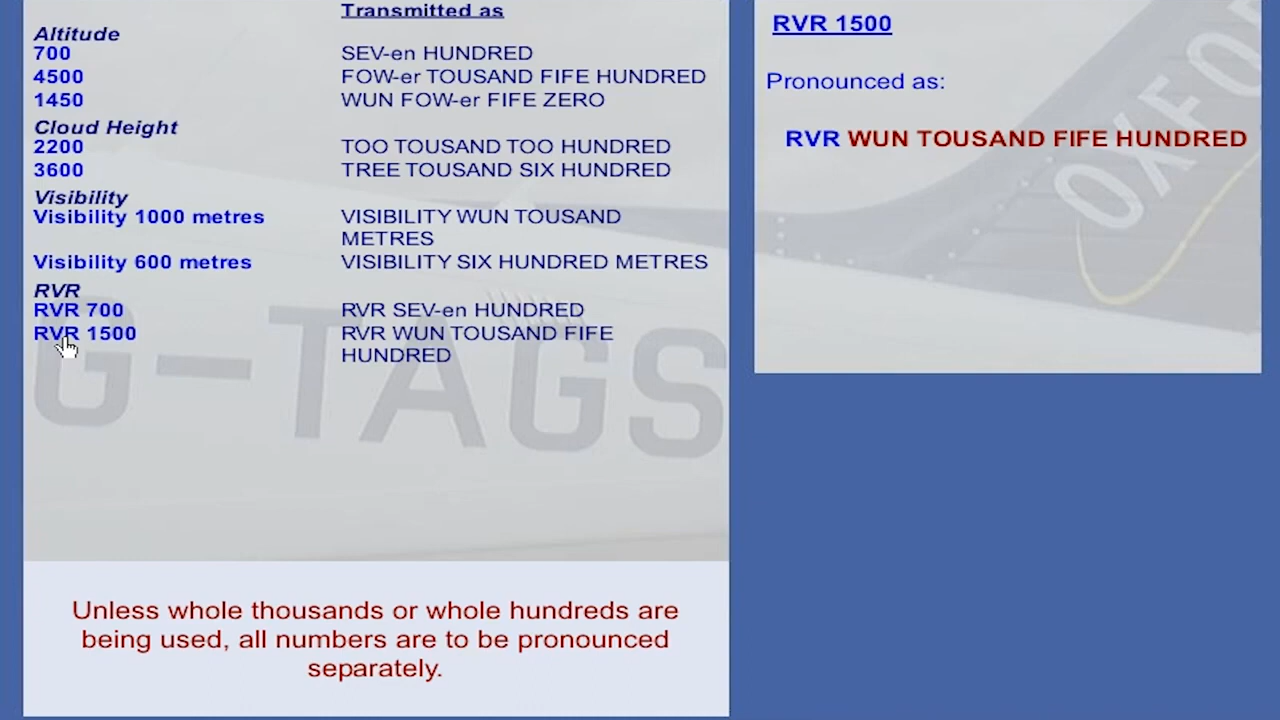 Transmitted as
Altitude
700 SEV-en HUNDRED
4500 FOW-er TOUSAND FIFE HUNDRED
1450 WUN FOW-er FIFE ZERO
Cloud Height
2200 TOO TOUSAND TOO HUNDRED
3600 TREE TOUSAND SIX HUNDRED
Visibility
Visibility 1000 metres VISIBILITY WUN TOUSAND
METRES
Visibility 600 metres VISIBILITY SIX HUNDRED METRES
RVR
RVR 700 RVR SEV-en HUNDRED
RVR 1500 RVR WUN TOUSAND FIFE
HUNDRED
G-TAGS
Unless whole thousands or whole hundreds are
being used, all numbers are to be pronounced
separately.
RVR 1500
Pronounced as:
RVR WUN TOUSAND FIFE HUNDRED
OXFO